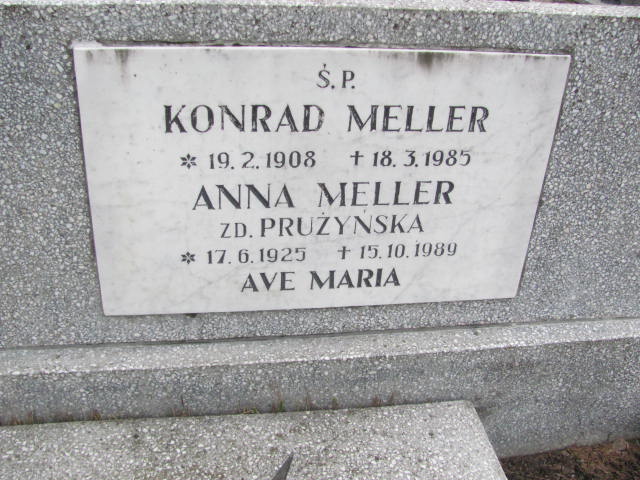 Ś.P.
KONRAD MELLER
* 19.2.1908 † 18.3.1985
ANNA MELLER
ZD. PRUŻYŃSKA
* 17.6.1925 † 15.10.1989
AVE MARIA